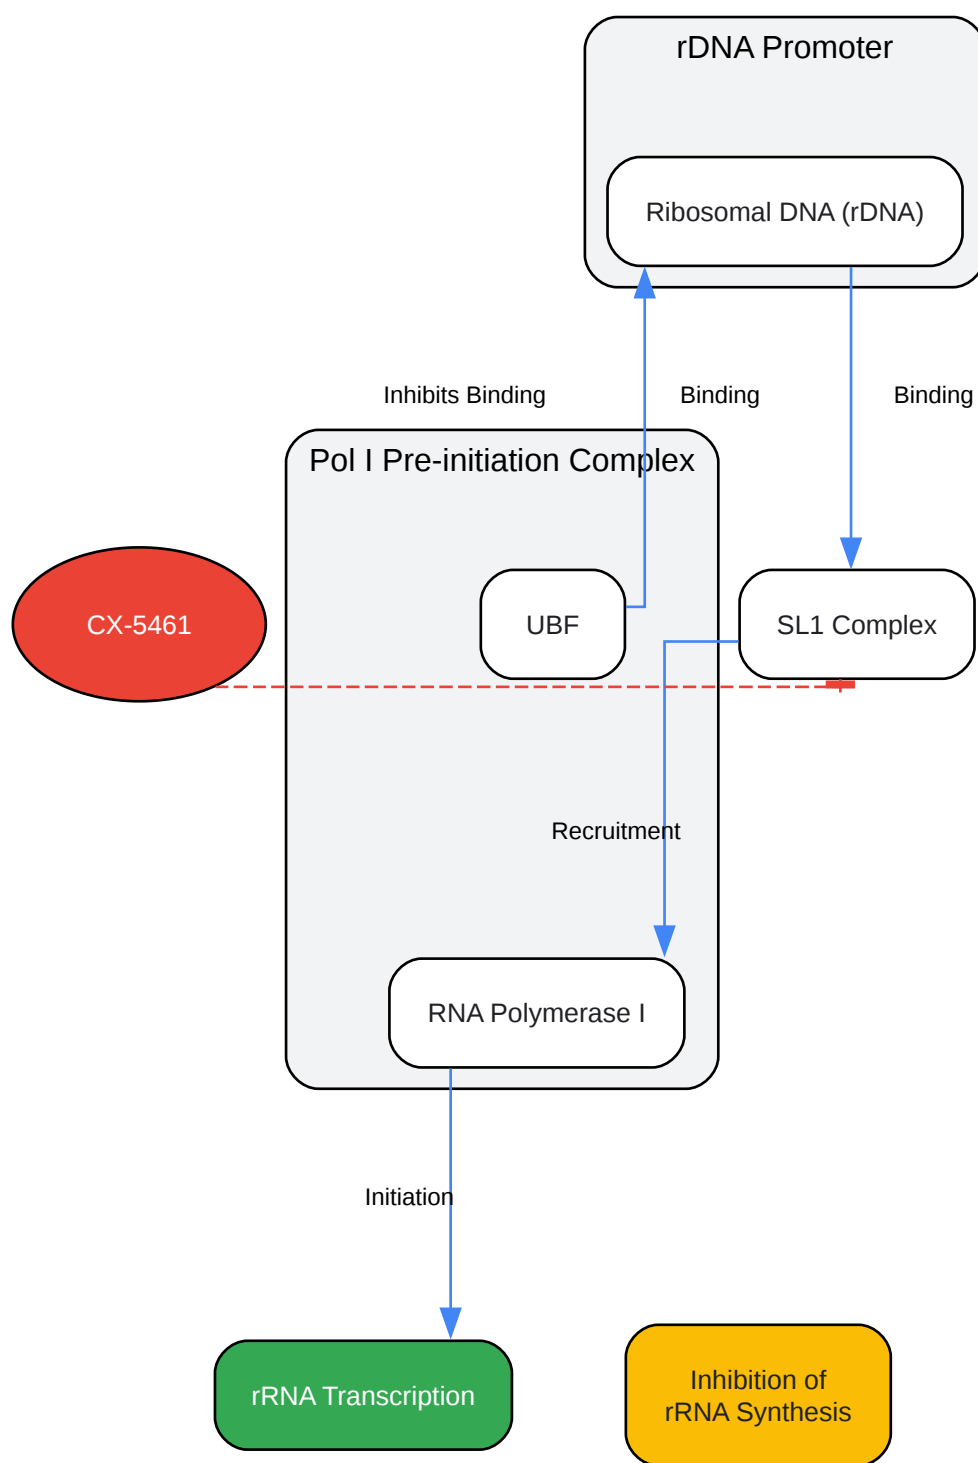 rDNA Promoter
Ribosomal DNA (rDNA)
Inhibits Binding
Binding
Binding
Pol I Pre-initiation Complex
CX-5461
UBF
SL1 Complex
Recruitment
RNA Polymerase I
Initiation
rRNA Transcription
Inhibition of
rRNA Synthesis